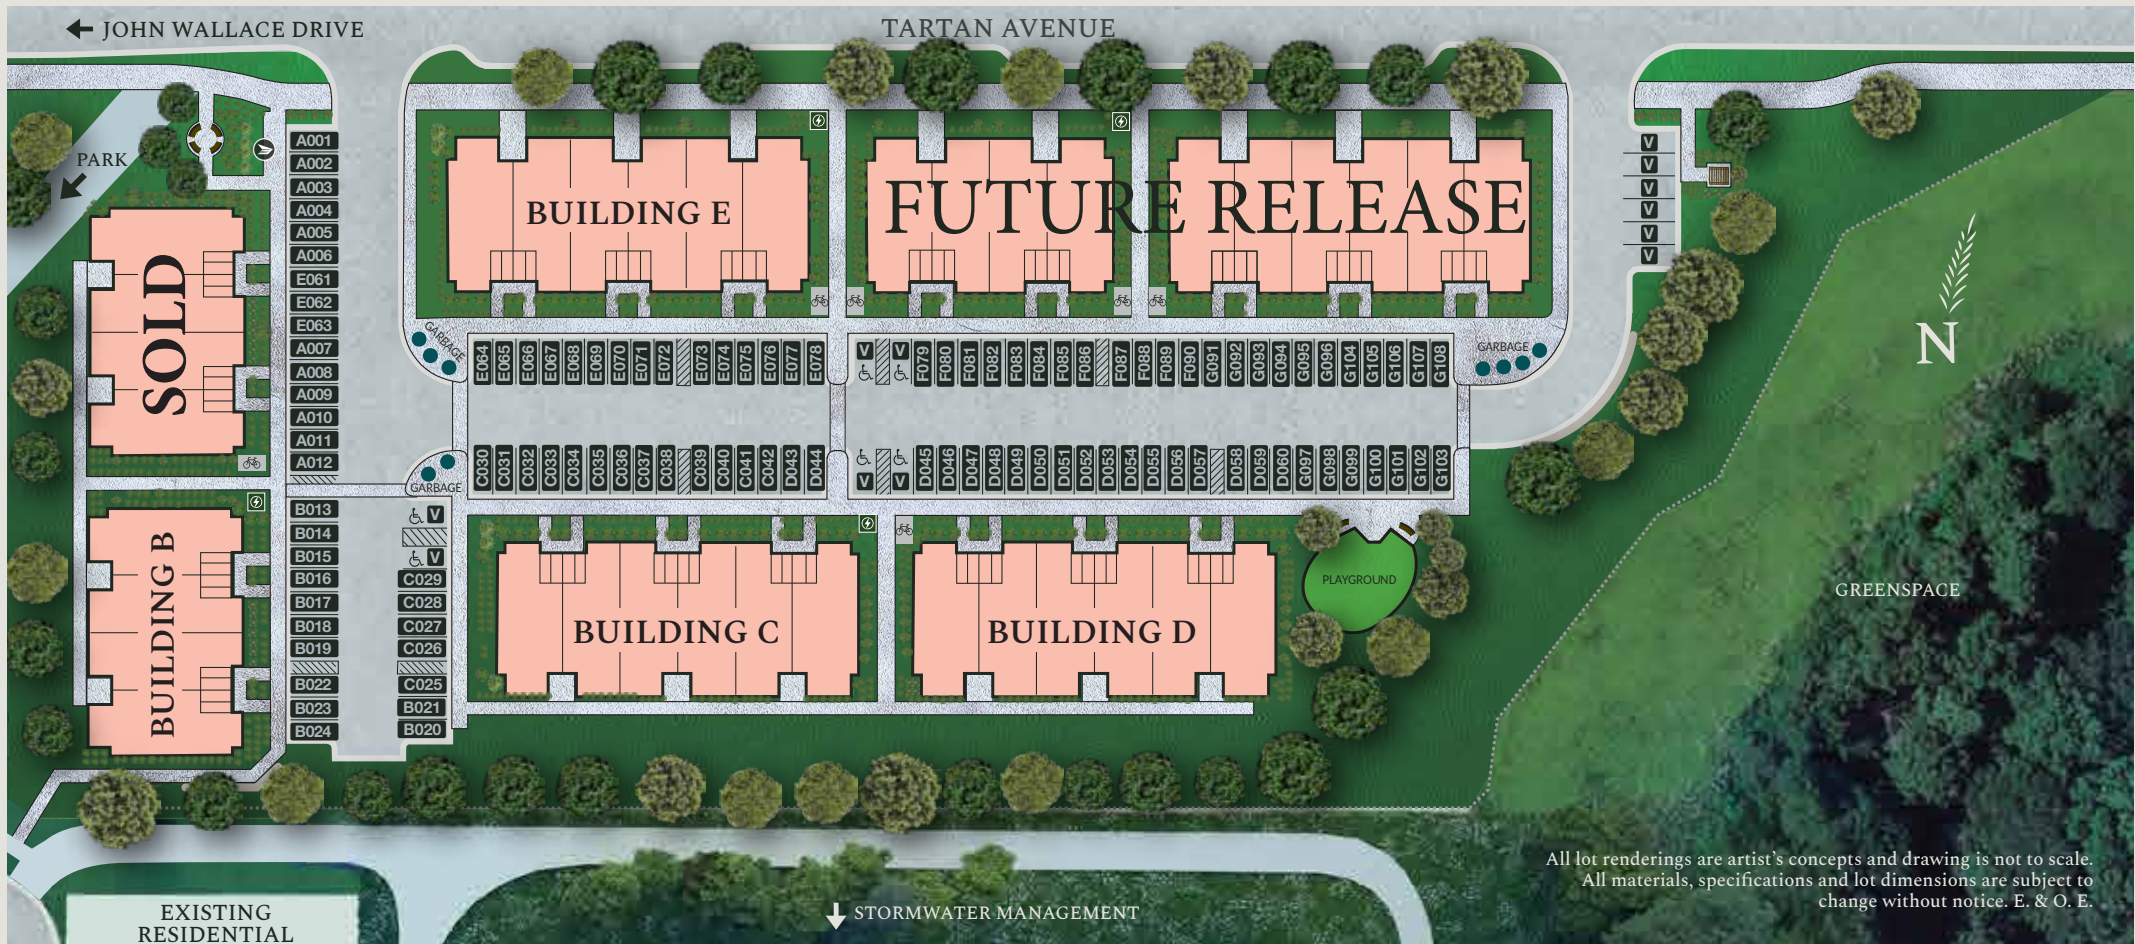 JOHN WALLACE DRIVE
TARTAN AVENUE
PARK
A001
A002
A003
A004
A005
A006
E061
E062
E063
A007
A008
A009
A010
A011
A012
SOLD
BUILDING E
FUTURE RELEASE
V
V
V
V
V
V
N
GARBAGE
E064 E065 E066 E067 E068 E069 E070 E071 E072 E073 E074 E075 E076 E077 E078
V V F079 F080 F081 F082 F083 F084 F085 F086 F087 F088 F089 F090 G091 G092 G093 G094 G095 G096 G104 G105 G106 G107 G108
GARBAGE
GARBAGE
C030 C031 C032 C033 C034 C035 C036 C037 C038 C039 C040 C041 C042 D043 D044
V V D045 D046 D047 D048 D049 D050 D051 D052 D053 D054 D055 D056 D057 D058 D059 D060 G097 G098 G099 G100 G101 G102 G103
BUILDING B
B013
B014
B015
B016
B017
B018
B019
B022
B023
B024
V
V
C029
C028
C027
C026
C025
B021
B020
BUILDING C
BUILDING D
PLAYGROUND
GREENSPACE
EXISTING
RESIDENTIAL
STORMWATER MANAGEMENT
All lot renderings are artist's concepts and drawing is not to scale.
All materials, specifications and lot dimensions are subject to
change without notice. E. & O. E.